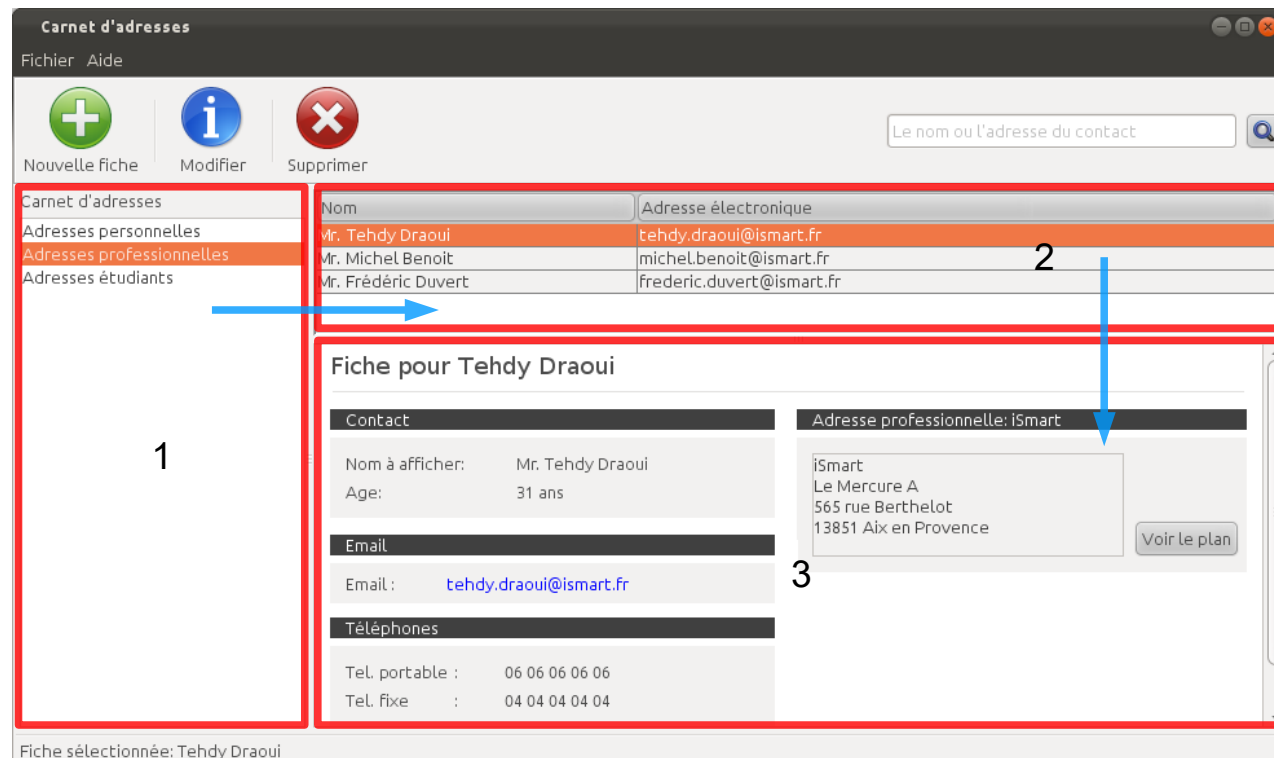 Carnet d'adresses
Fichier Aide
Le nom ou l'adresse du contact
Nouvelle fiche Modifier Supprimer
Carnet d'adresses
Adresses personnelles
Adresses professionnelles
Adresses étudiants
1
Nom Adresse électronique
Mr. Tehdy Draoui tehdy.draoui@ismart.fr
Mr. Michel Benoit michel.benoit@ismart.fr
Mr. Frédéric Duvert frederic.duvert@ismart.fr
2
Fiche pour Tehdy Draoui
Contact
Nom à afficher: Mr. Tehdy Draoui
Age: 31 ans
Email
Email : tehdy.draoui@ismart.fr
Téléphones
Tel. portable : 06 06 06 06 06
Tel. fixe : 04 04 04 04 04
Adresse professionnelle: iSmart
iSmart
Le Mercure A
565 rue Berthelot
13851 Aix en Provence
Voir le plan
3
Fiche sélectionnée: Tehdy Draoui